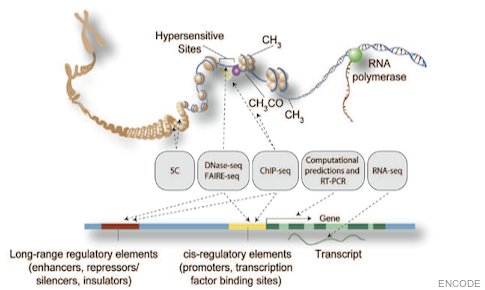 Hypersensitive
Sites
CH3
RNA
polymerase
CH3CO
CH3
5C
DNase-seq
FAIRE-seq
ChIP-seq
Computational
predictions and
RT-PCR
RNA-seq
Gene
Long-range regulatory elements
(enhancers, repressors/
silencers, insulators)
cis-regulatory elements
(promoters, transcription
factor binding sites)
Transcript
ENCODE